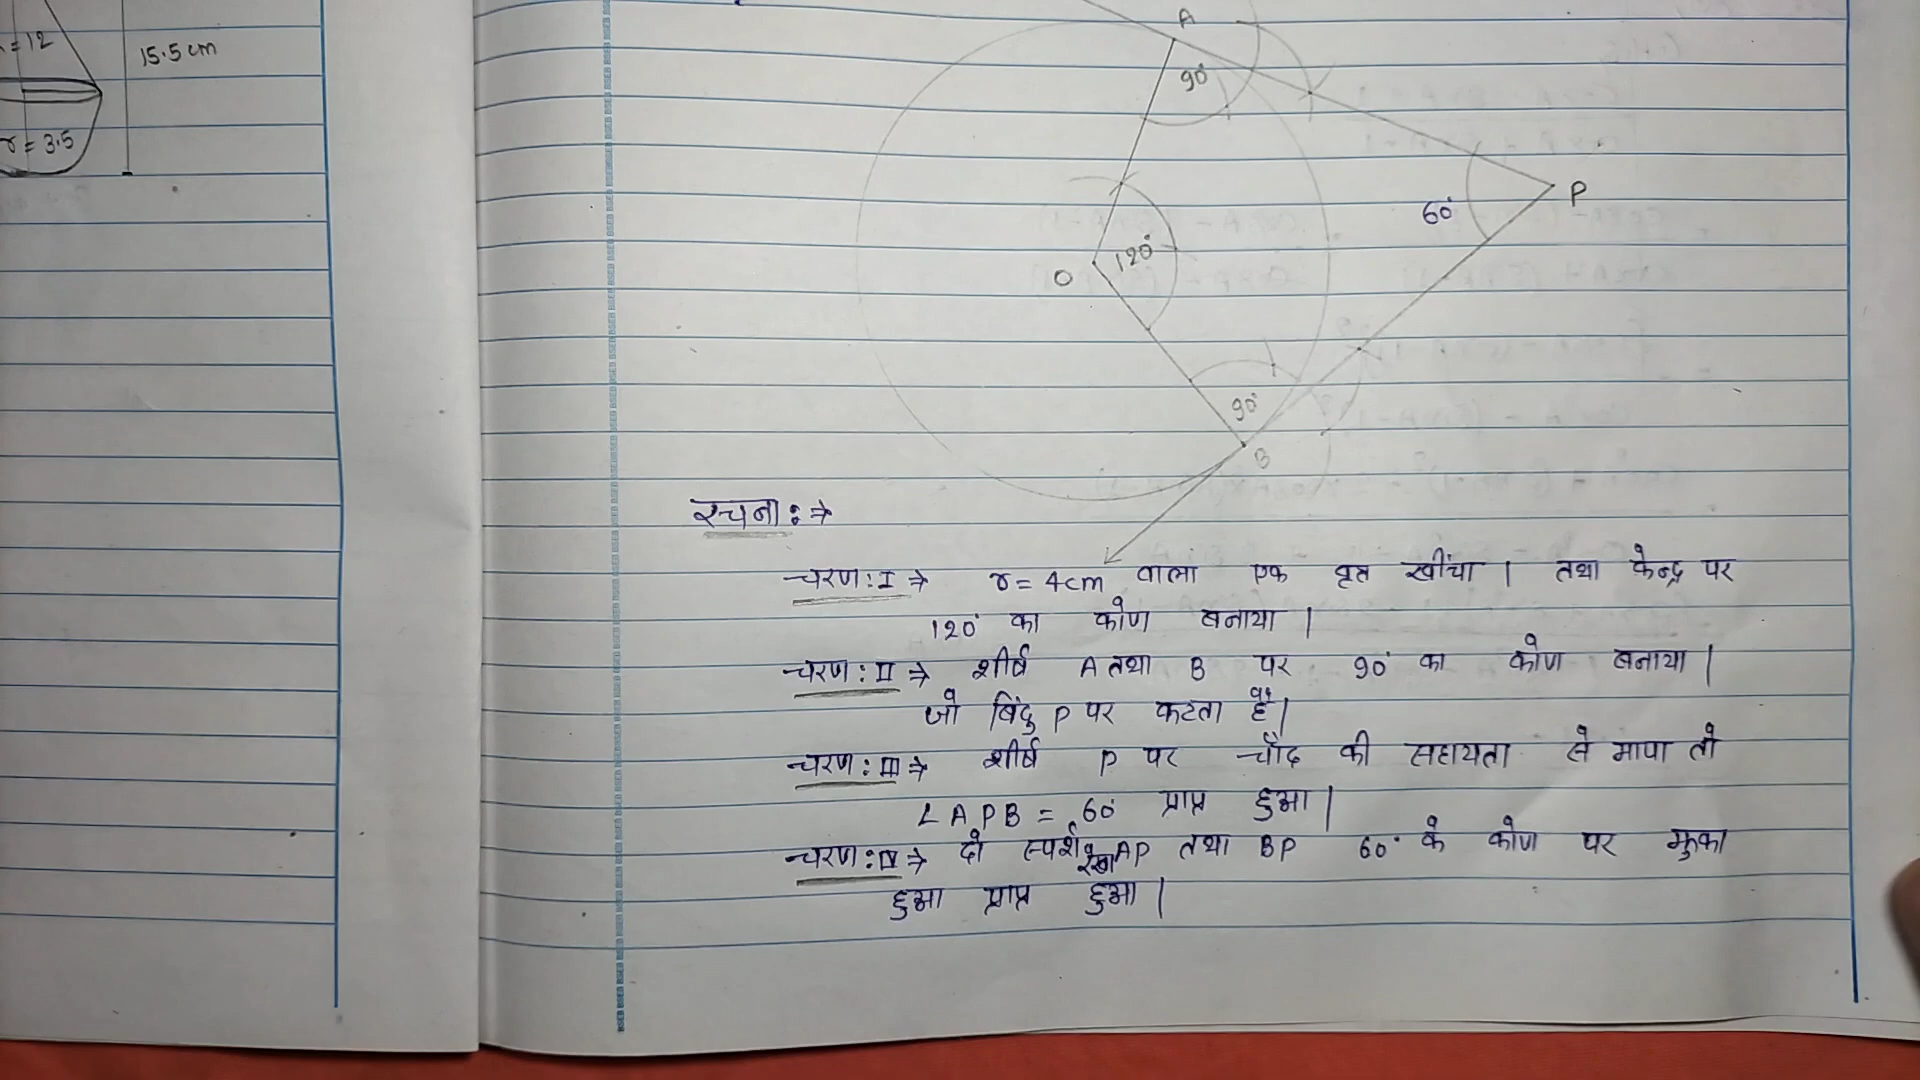 = 12
15.5 cm
r = 3.5
A
90°
P
60°
O
120°
90°
B
रचना :⇒
चरण : I ⇒ r = 4cm वाला एक वृत्त खींचा | तथा केन्द्र पर
120° का कोण बनाया |
चरण : II ⇒ शीर्ष A तथा B पर 90° का कोण बनाया |
जो बिंदु P पर कटता है |
चरण : III ⇒ शीर्ष P पर चाँद की सहायता से मापा तो
∠APB = 60° प्राप्त हुआ |
चरण : IV ⇒ दो स्पर्श रेखा AP तथा BP 60° के कोण पर झुका
हुआ प्राप्त हुआ |